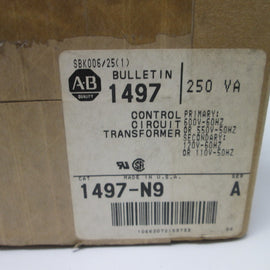 SBK006/25(1)
AB
QUALITY
BULLETIN
1497
250 VA
CONTROL
CIRCUIT
TRANSFORMER
PRIMARY:
600V-60HZ
OR 550V-50HZ
SECONDARY:
120V-60HZ
OR 110V-50HZ
MADE IN U.S.A.
CAT
SER
1497-N9
A